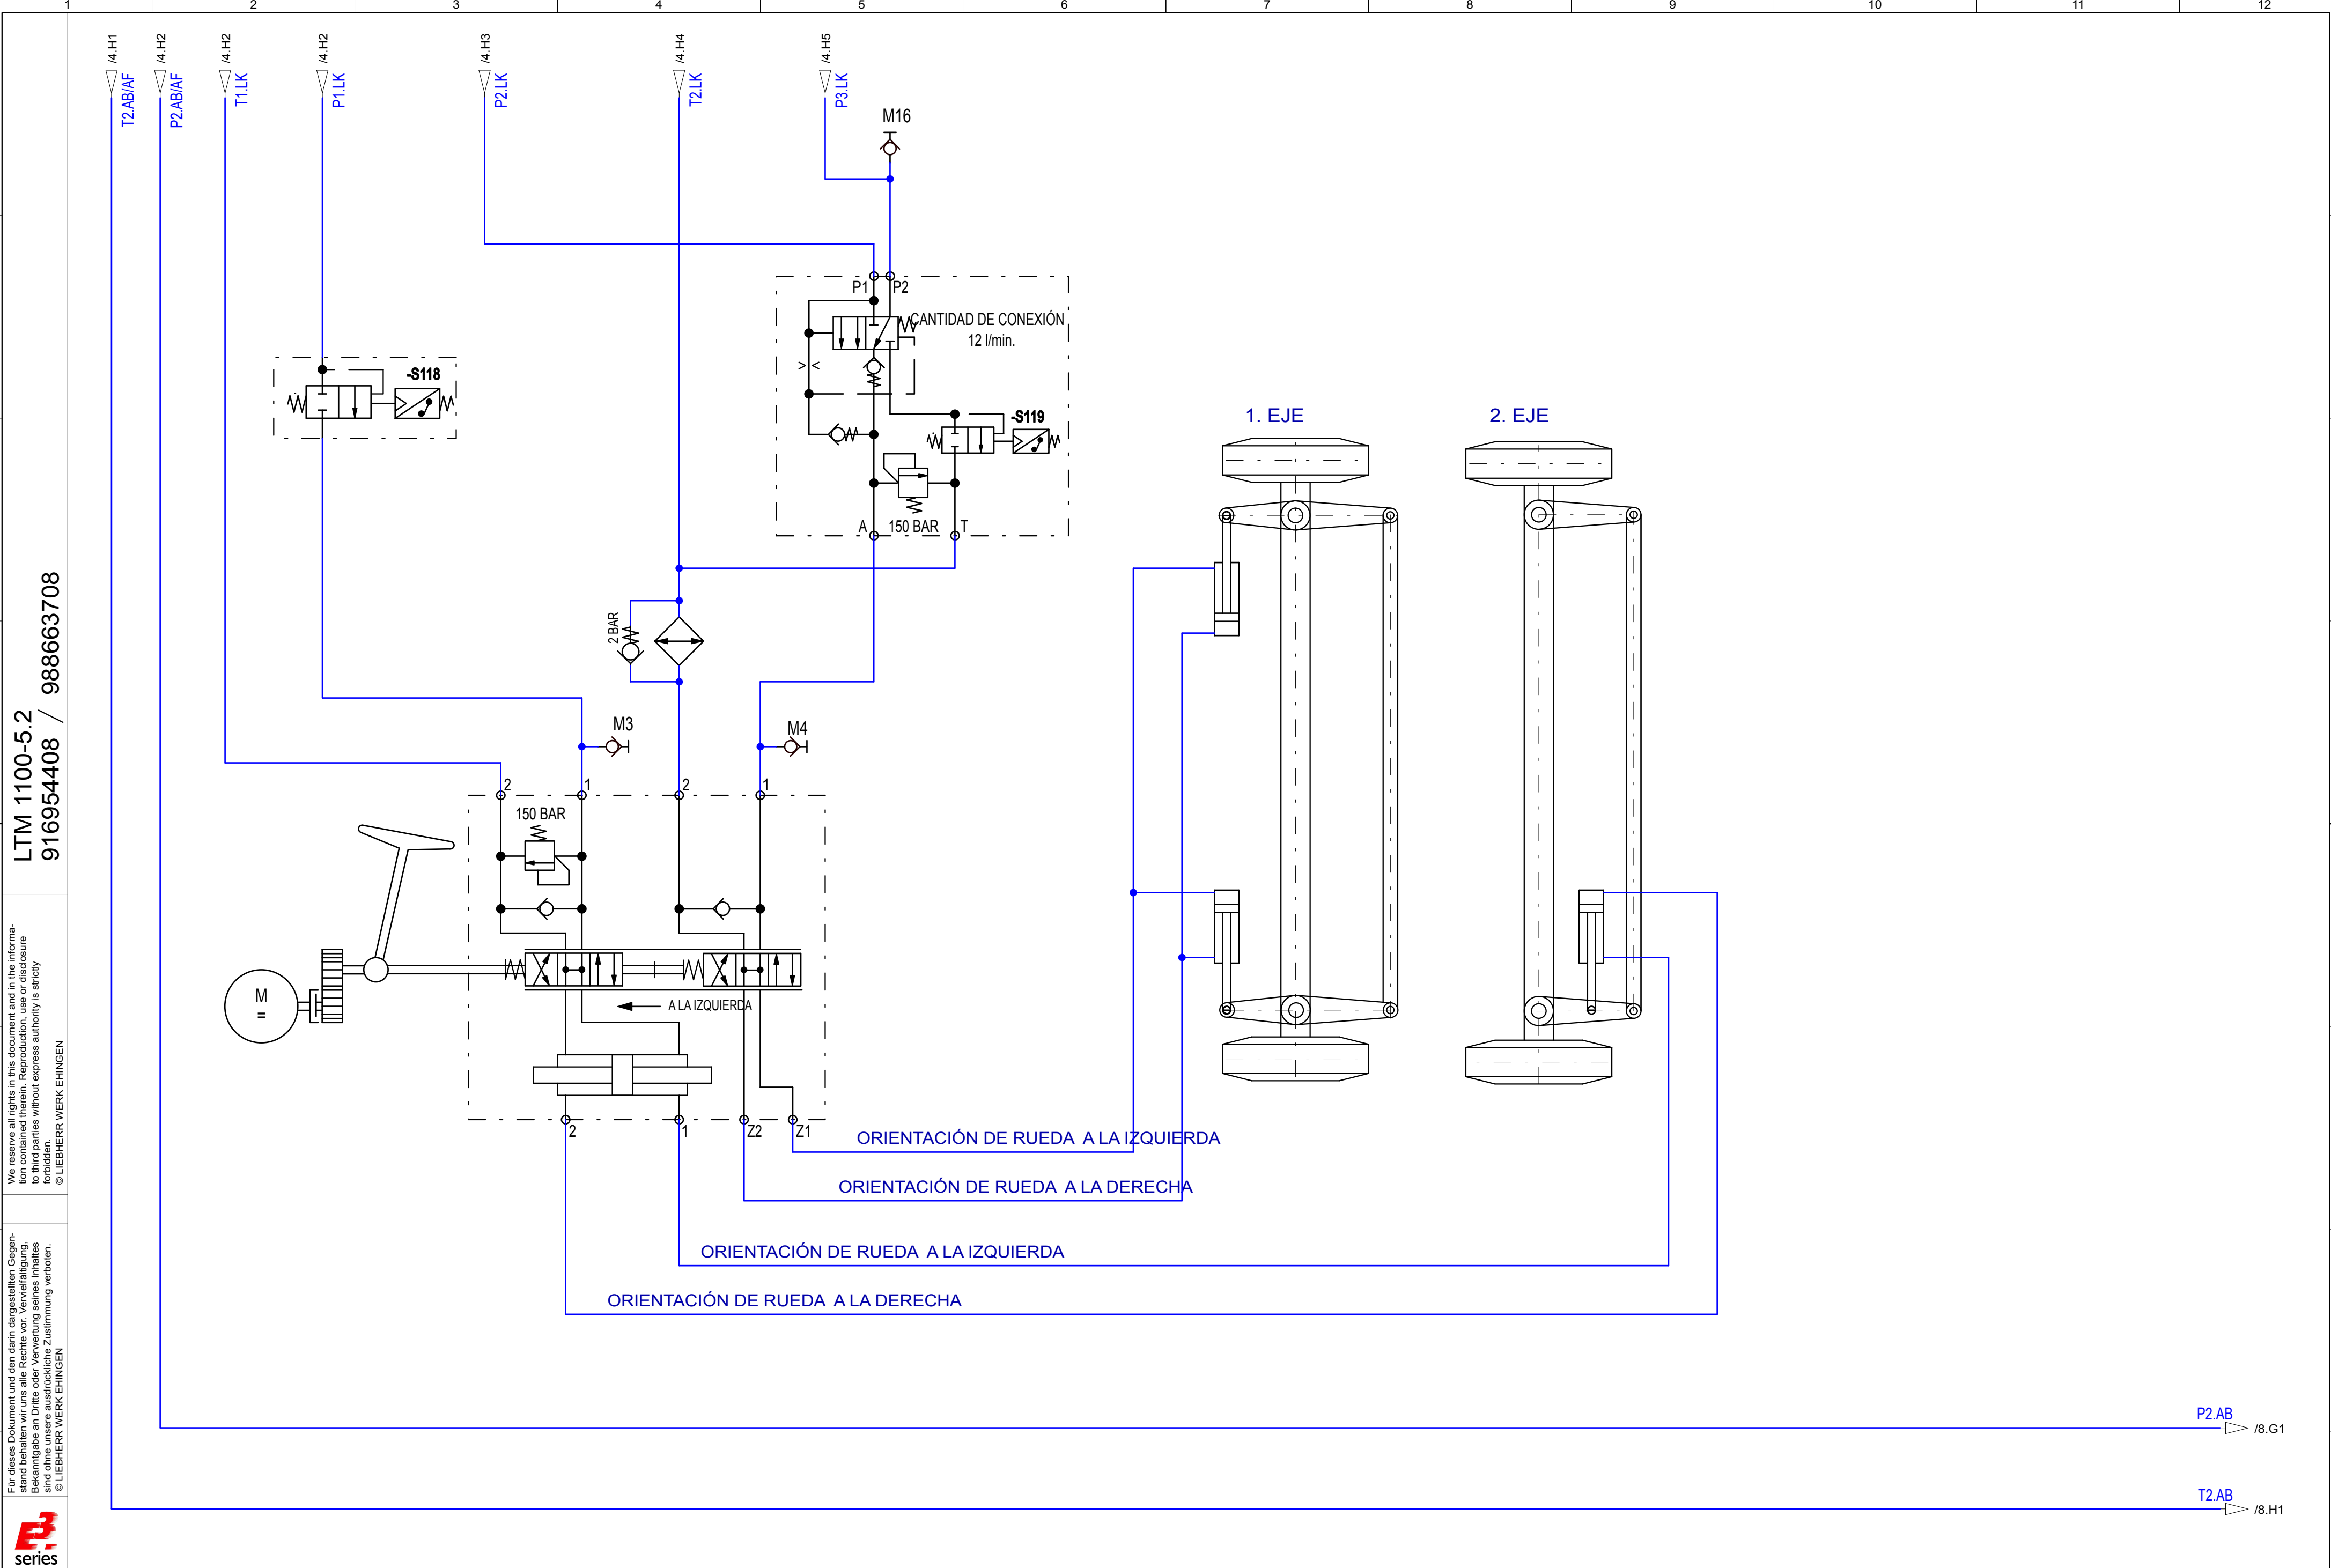 1 2 3 4 5 6 7 8 9 10 11 12
/4.H1
T2.AB/AF
/4.H2
P2.AB/AF
/4.H2
T1.LK
/4.H2
P1.LK
/4.H3
P2.LK
/4.H4
T2.LK
/4.H5
P3.LK
M16
P1
P2
CANTIDAD DE CONEXIÓN
12 l/min.
> <
-S118
-S119
A
150 BAR
T
1. EJE
2. EJE
2 BAR
M3
M4
2
1
2
1
150 BAR
M
=
A LA IZQUIERDA
2
1
Z2
Z1
ORIENTACIÓN DE RUEDA A LA IZQUIERDA
ORIENTACIÓN DE RUEDA A LA DERECHA
ORIENTACIÓN DE RUEDA A LA IZQUIERDA
ORIENTACIÓN DE RUEDA A LA DERECHA
P2.AB
/8.G1
T2.AB
/8.H1
LTM 1100-5.2
916954408 / 988663708
We reserve all rights in this document and in the informa-
tion contained therein. Reproduction, use or disclosure
to third parties without express authority is strictly
forbidden.
© LIEBHERR WERK EHINGEN
Für dieses Dokument und den darin dargestellten Gegen-
stand behalten wir uns alle Rechte vor. Vervielfältigung,
Bekanntgabe an Dritte oder Verwertung seines Inhaltes
sind ohne unsere ausdrückliche Zustimmung verboten.
© LIEBHERR WERK EHINGEN
E3.
series